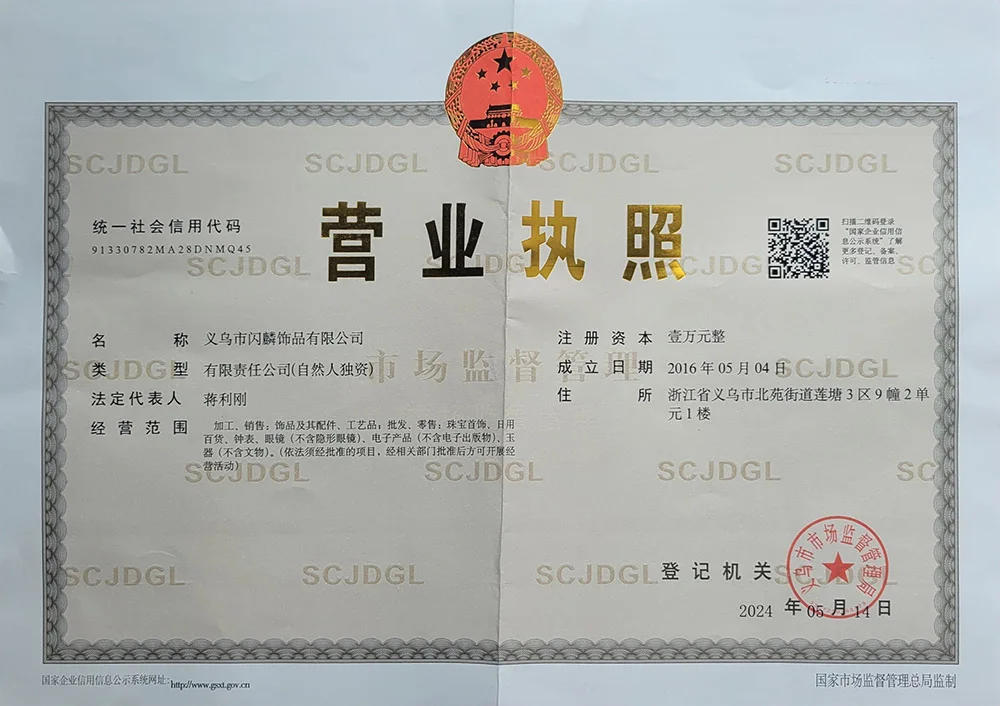 营业执照
统一社会信用代码
91330782MA28DNMQ45
扫描二维码登录
“国家企业信用信
息公示系统”了解
更多登记、备案、
许可、监管信息
名 称 义乌市闪麟饰品有限公司
类 型 有限责任公司(自然人独资)
法定代表人 蒋利刚
经营范围 加工、销售：饰品及其配件、工艺品；批发、零售：珠宝首饰、日用
百货、钟表、眼镜（不含隐形眼镜）、电子产品（不含电子出版物）、玉
器（不含文物）。（依法须经批准的项目，经相关部门批准后方可开展经
营活动）
注册资本 壹万元整
成立日期 2016 年 05 月 04 日
住 所 浙江省义乌市北苑街道莲塘 3 区 9 幢 2 单
元 1 楼
SCJDGL SCJDGL SCJDGL SCJDGL
SCJDGL SCJDGL SCJDGL SC
SCJDGL 市场监督管理 SCJDGL
SCJDGL SCJDGL SCJDGL SC
SCJDGL SCJDGL SCJDGL SCJDGL
登记机关
义乌市市场监督管理局
2024 年 05 月 14 日
国家企业信用信息公示系统网址：http://www.gsxt.gov.cn
国家市场监督管理总局监制